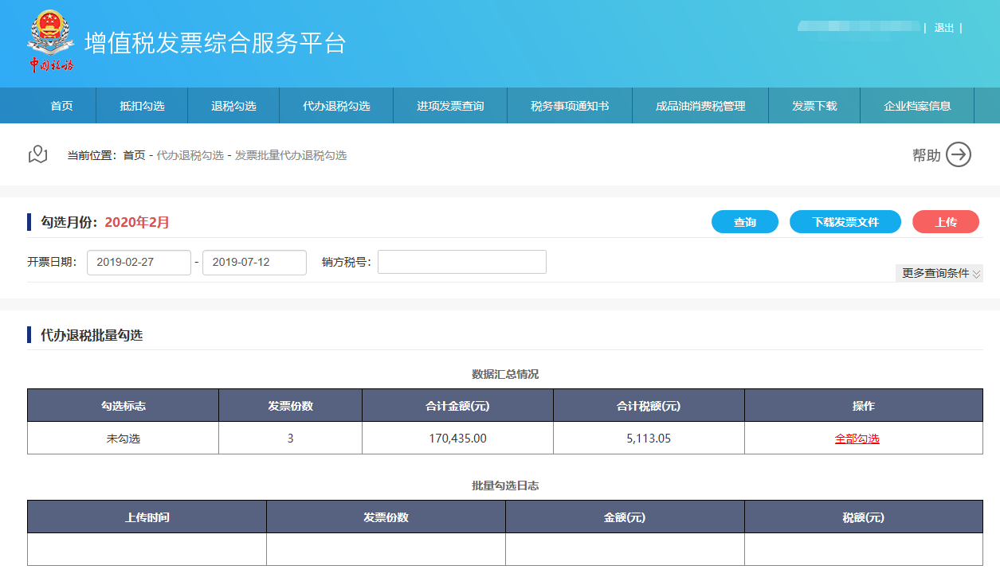 中国税务
增值税发票综合服务平台
| 退出 |
首页 抵扣勾选 退税勾选 代办退税勾选 进项发票查询 税务事项通知书 成品油消费税管理 发票下载 企业档案信息
当前位置：首页 - 代办退税勾选 - 发票批量代办退税勾选
帮助
勾选月份：2020年2月
查询 下载发票文件 上传
开票日期： 2019-02-27 - 2019-07-12 销方税号：
更多查询条件
代办退税批量勾选
数据汇总情况
勾选标志 发票份数 合计金额(元) 合计税额(元) 操作
未勾选 3 170,435.00 5,113.05 全部勾选
批量勾选日志
上传时间 发票份数 金额(元) 税额(元)